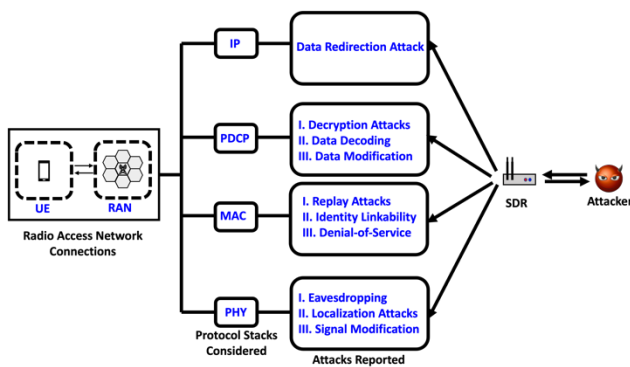 IP
Data Redirection Attack
PDCP
I. Decryption Attacks
II. Data Decoding
III. Data Modification
UE
RAN
Radio Access Network
Connections
MAC
I. Replay Attacks
II. Identity Linkability
III. Denial-of-Service
SDR
Attacker
PHY
I. Eavesdropping
II. Localization Attacks
III. Signal Modification
Protocol Stacks
Considered
Attacks Reported